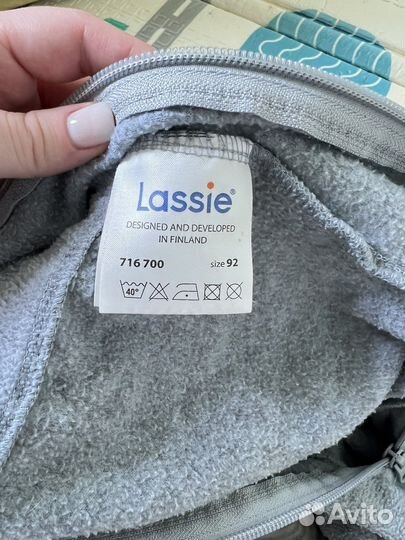 Lassie®
DESIGNED AND DEVELOPED
IN FINLAND
716 700 size 92
40°
Avito